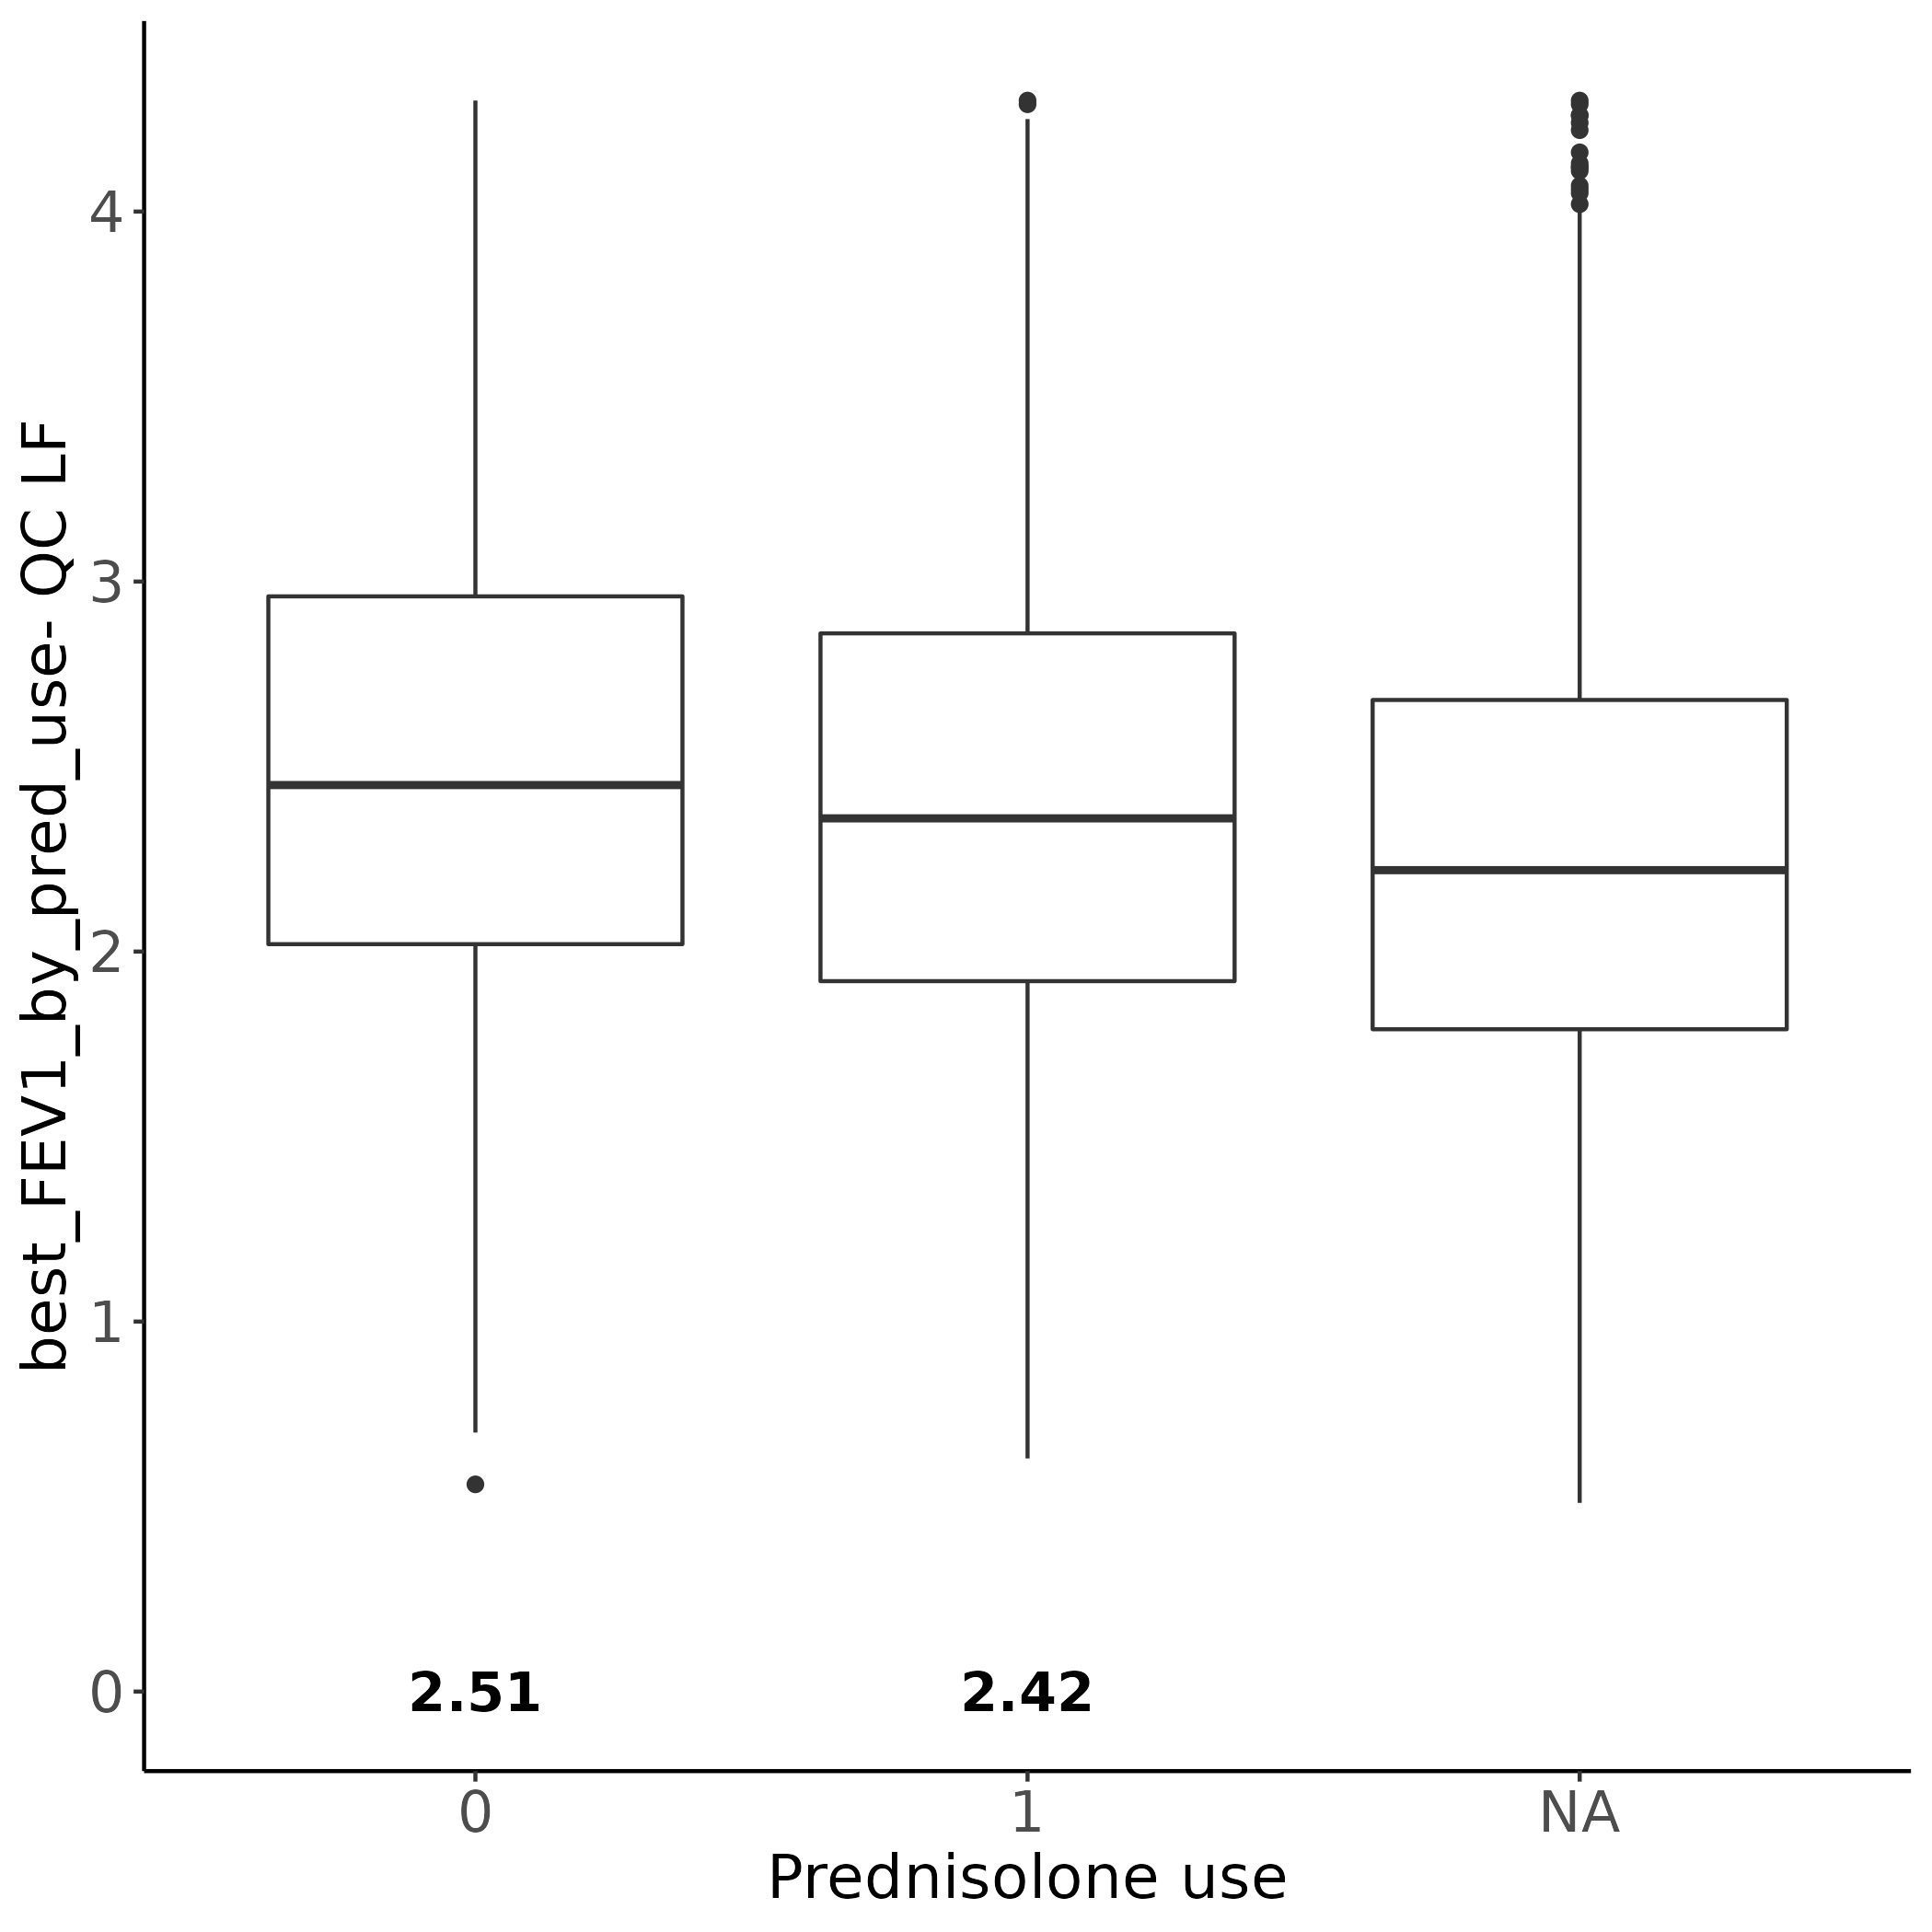 best_FEV1_by_pred_use- QC LF
4
3
2
1
0
2.51 2.42
0 1 NA
Prednisolone use